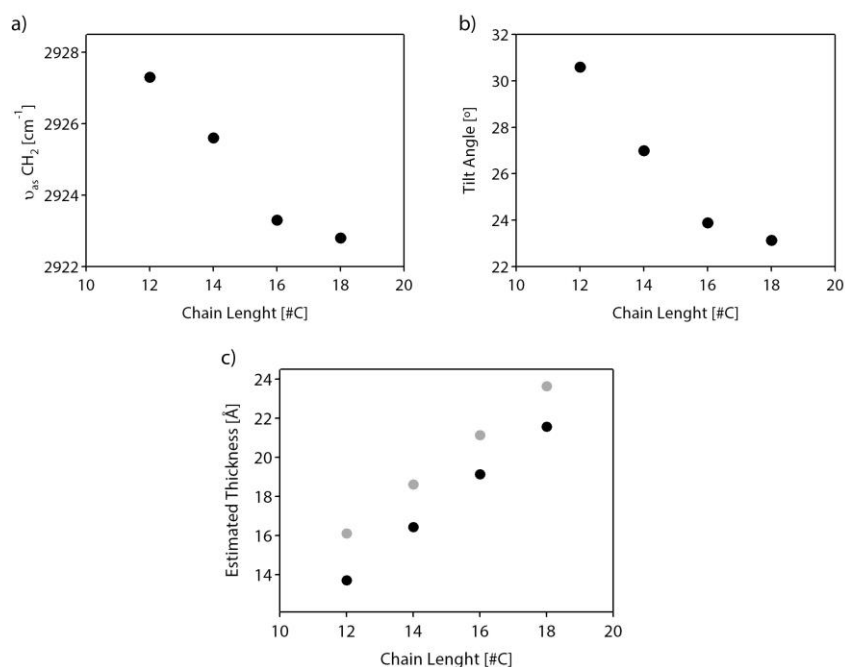 a)
2928
2926
2924
2922
10 12 14 16 18 20
υas CH2 [cm-1]
Chain Lenght [#C]
b)
32
30
28
26
24
22
10 12 14 16 18 20
Tilt Angle [º]
Chain Lenght [#C]
c)
24
22
20
18
16
14
10 12 14 16 18 20
Estimated Thickness [Å]
Chain Lenght [#C]